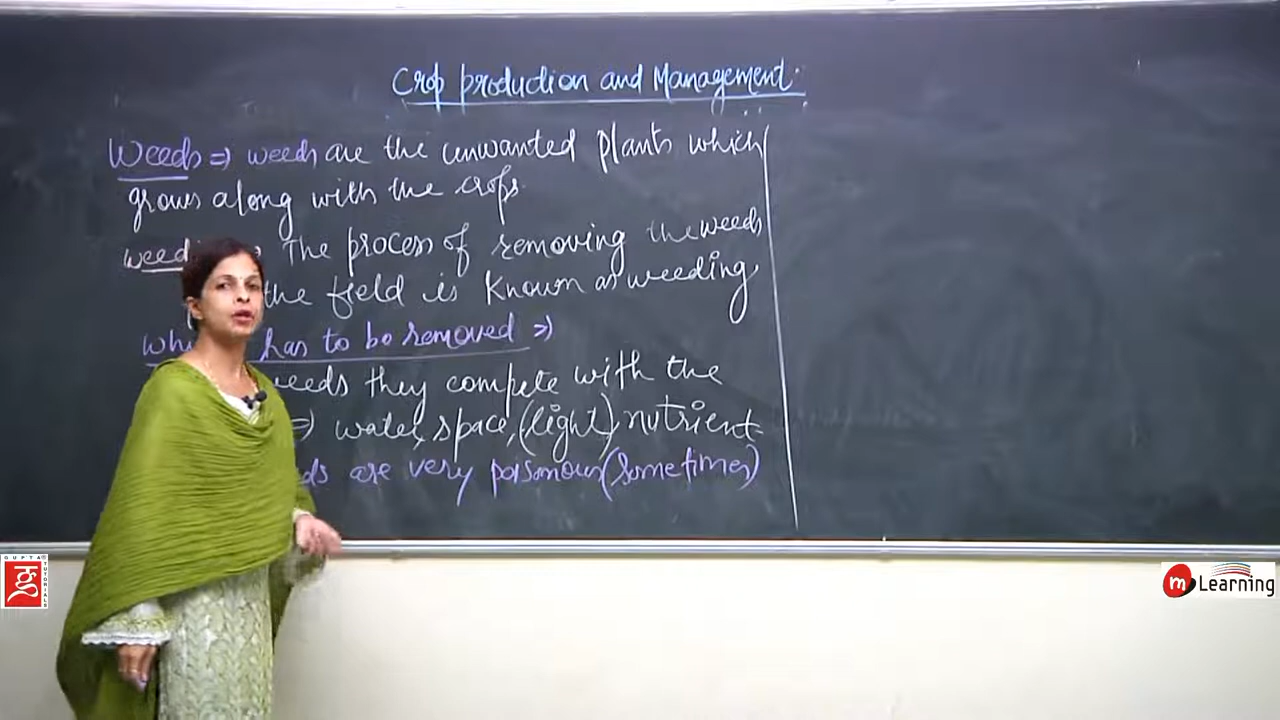 Crop production and Management.
Weeds ⇒ weeds are the unwanted plants which
grows along with the crops.
The process of removing the weeds
the field is known as weeding
has to be removed ⇒
they compete with the
⇒ water, space, (light), nutrient
are very poisonous (sometimes)
GUPTA TUTORIALS
m Learning